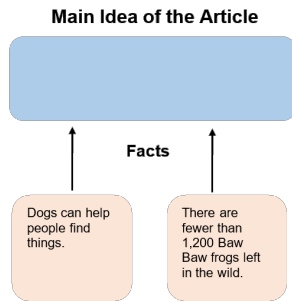 Main Idea of the Article
Facts
Dogs can help
people find
things.
There are
fewer than
1,200 Baw
Baw frogs left
in the wild.